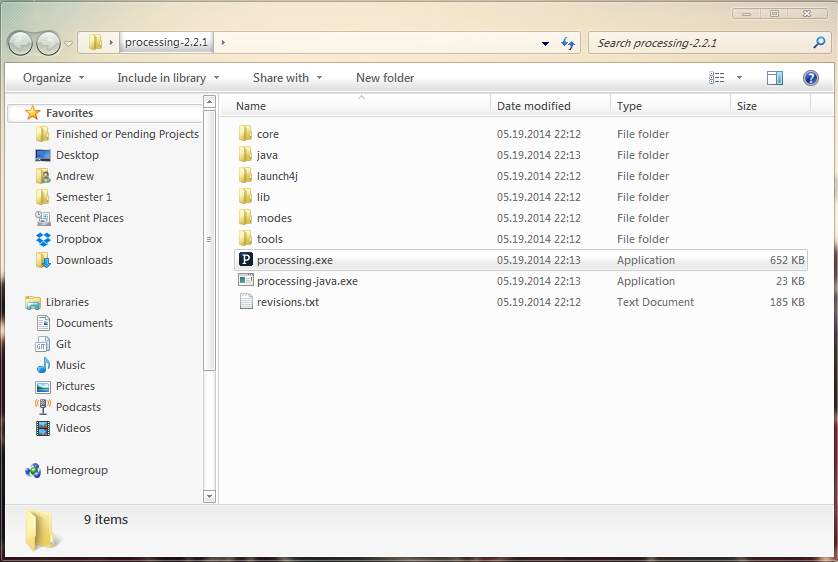 processing-2.2.1
Search processing-2.2.1
Organize Include in library Share with New folder
Favorites
Finished or Pending Projects
Desktop
Andrew
Semester 1
Recent Places
Dropbox
Downloads
Libraries
Documents
Git
Music
Pictures
Podcasts
Videos
Homegroup
Name Date modified Type Size
core 05.19.2014 22:12 File folder
java 05.19.2014 22:13 File folder
launch4j 05.19.2014 22:12 File folder
lib 05.19.2014 22:12 File folder
modes 05.19.2014 22:12 File folder
tools 05.19.2014 22:12 File folder
processing.exe 05.19.2014 22:13 Application 652 KB
processing-java.exe 05.19.2014 22:13 Application 23 KB
revisions.txt 05.19.2014 22:12 Text Document 185 KB
9 items